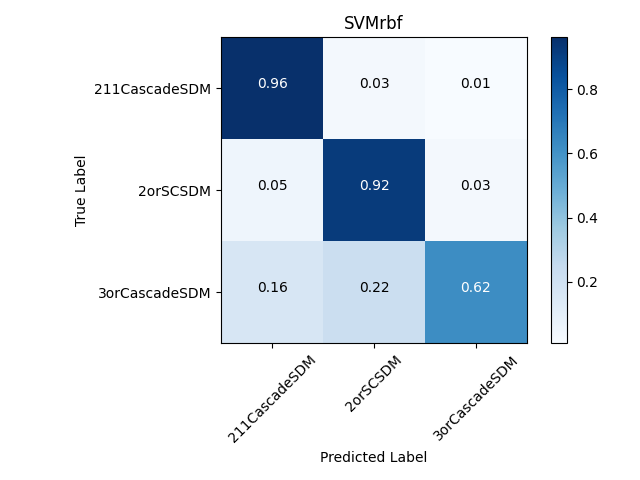 SVMrbf
211CascadeSDM 0.96 0.03 0.01
2orSCSDM 0.05 0.92 0.03
3orCascadeSDM 0.16 0.22 0.62
True Label
211CascadeSDM 2orSCSDM 3orCascadeSDM
Predicted Label
0.8
0.6
0.4
0.2